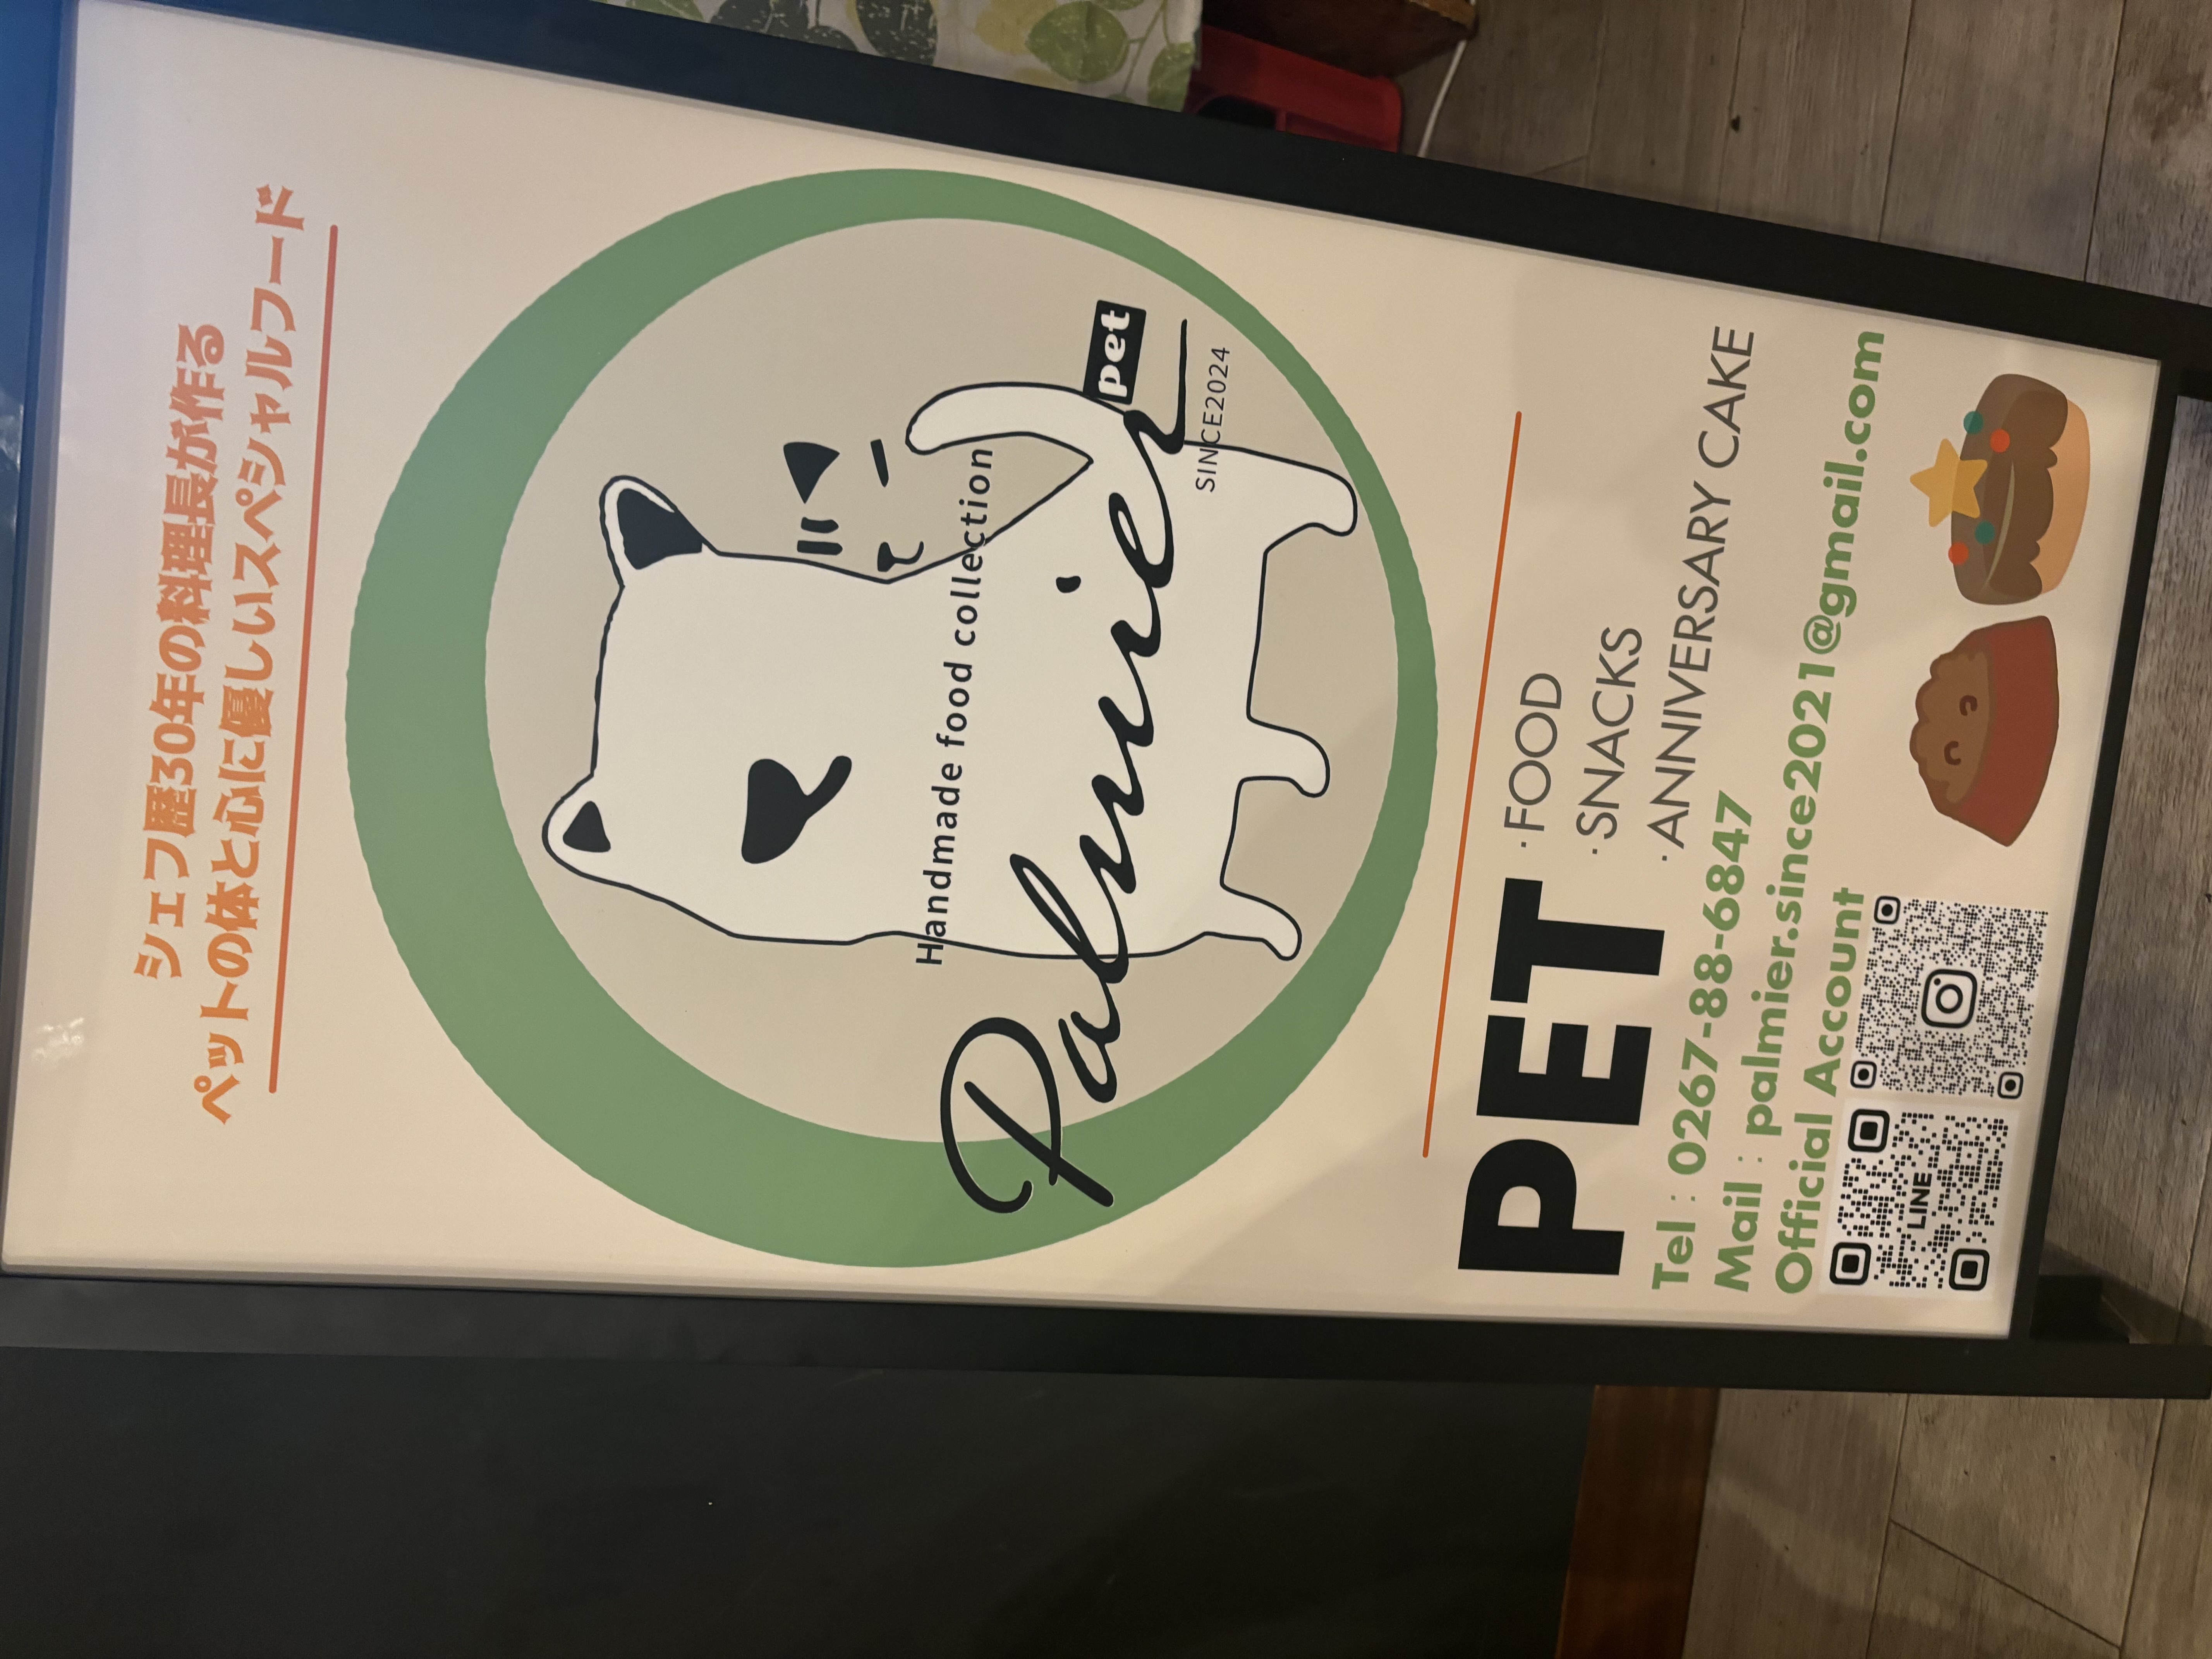 シェフ歴30年の料理長が作る
ペットの体と心に優しいスペシャルフード
Handmade food collection
Palmier
pet
SINCE2024
PET
·FOOD
·SNACKS
·ANNIVERSARY CAKE
Tel : 0267-88-6847
Mail : palmier.since2021@gmail.com
Official Account
LINE